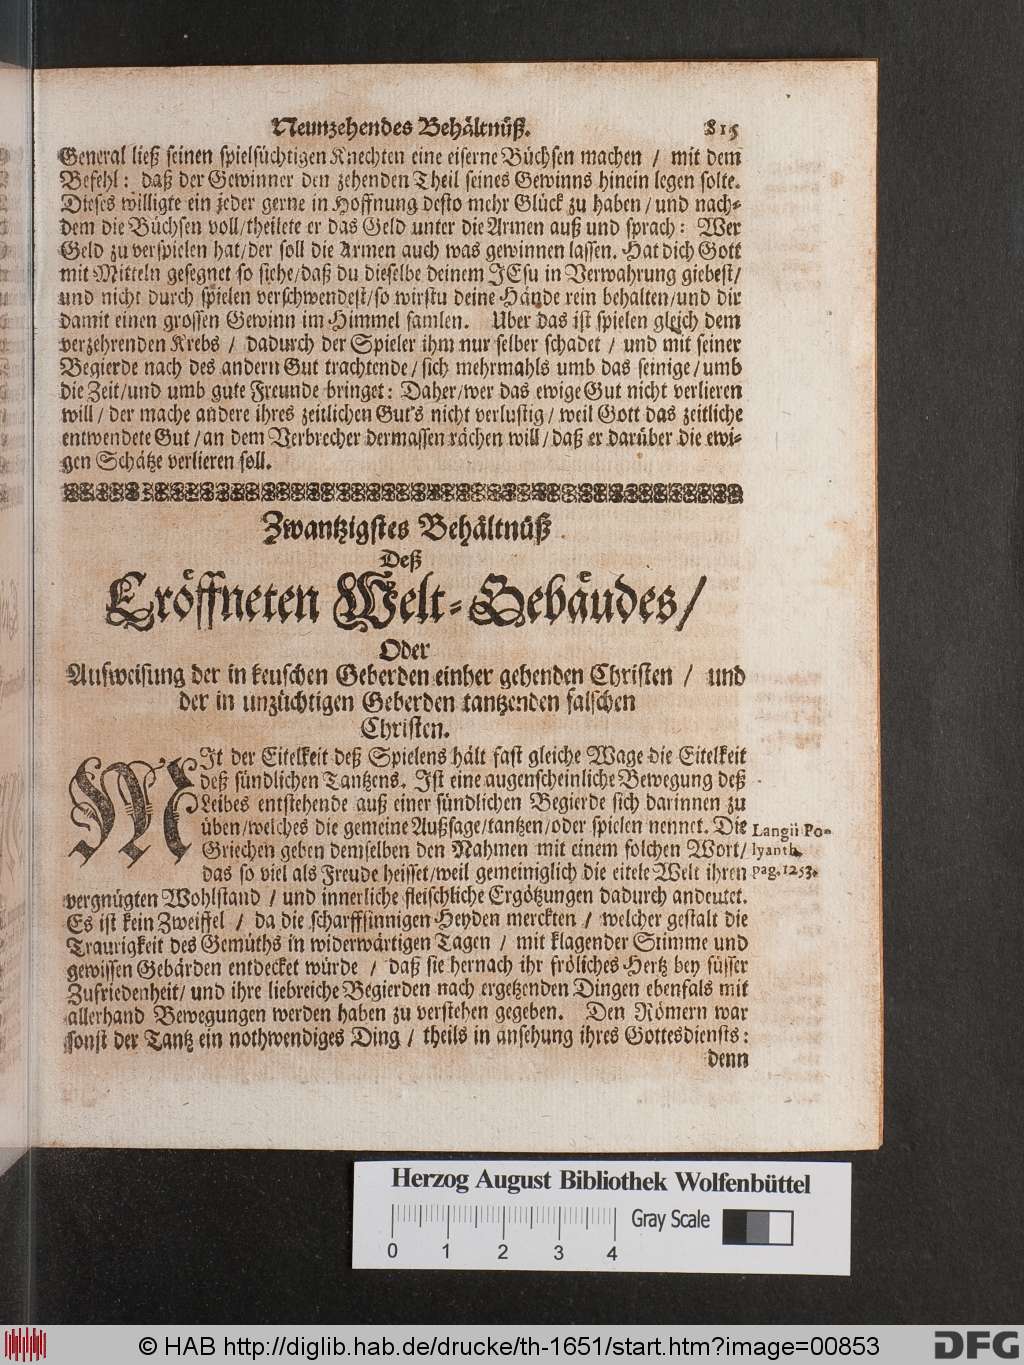 Neunzehendes Behältnüß. 815
General ließ seinen spielsüchtigen Knechten eine eiserne Büchsen machen / mit dem
Befehl: daß der Gewinner den zehenden Theil seines Gewinns hinein legen solte.
Dieses willigte ein jeder gerne in Hoffnung desto mehr Glück zu haben / und nach-
dem die Büchsen voll / theilete er das Geld unter die Armen auß und sprach: Wer
Geld zu verspielen hat / der soll die Armen auch was gewinnen lassen. Hat dich Gott
mit Mitteln gesegnet so siehe / daß du dieselbe deinem JEsu in Verwahrung giebest /
und nicht durch spielen verschwendest / so wirstu deine Hände rein behalten / und dir
damit einen grossen Gewinn im Himmel samlen. Uber das ist spielen gleich dem
verzehrenden Krebs / dadurch der Spieler ihm nur selber schadet / und mit seiner
Begierde nach des andern Gut trachtende / sich mehrmahls umb das seinige / umb
die Zeit / und umb gute Freunde bringet: Daher / wer das ewige Gut nicht verlieren
will / der mache andere ihres zeitlichen Gut's nicht verlustig / weil Gott das zeitliche
entwendete Gut / an dem Verbrecher dermassen rächen will / daß er darüber die ewi-
gen Schätze verlieren soll.
Zwantzigstes Behältnüß
Deß
Eröffneten Welt-Gebäudes /
Oder
Aufweisung der in keuschen Geberden einher gehenden Christen / und
der in unzüchtigen Geberden tantzenden falschen
Christen.
MIt der Eitelkeit deß Spielens hält fast gleiche Wage die Eitelkeit
deß sündlichen Tantzens. Ist eine augenscheinliche Bewegung deß
Leibes entstehende auß einer sündlichen Begierde sich darinnen zu
üben / welches die gemeine Außsage / tantzen / oder spielen nennet. Die
Griechen geben demselben den Nahmen mit einem solchen Wort /
das so viel als Freude heisset / weil gemeiniglich die eitele Welt ihren
vergnügten Wohlstand / und innerliche fleischliche Ergötzungen dadurch andeutet.
Es ist kein Zweiffel / da die scharffsinnigen Heyden merckten / welcher gestalt die
Traurigkeit des Gemüths in widerwärtigen Tagen / mit klagender Stimme und
gewissen Gebärden entdecket würde / daß sie hernach ihr fröliches Hertz bey süsser
Zufriedenheit / und ihre liebreiche Begierden nach ergetzenden Dingen ebenfals mit
allerhand Bewegungen werden haben zu verstehen gegeben. Den Römern war
sonst der Tantz ein nothwendiges Ding / theils in ansehung ihres Gottesdiensts:
denn
Langii Po-
lyanth.
pag. 1253.
Herzog August Bibliothek Wolfenbüttel
Gray Scale
0 1 2 3 4
© HAB http://diglib.hab.de/drucke/th-1651/start.htm?image=00853
DFG